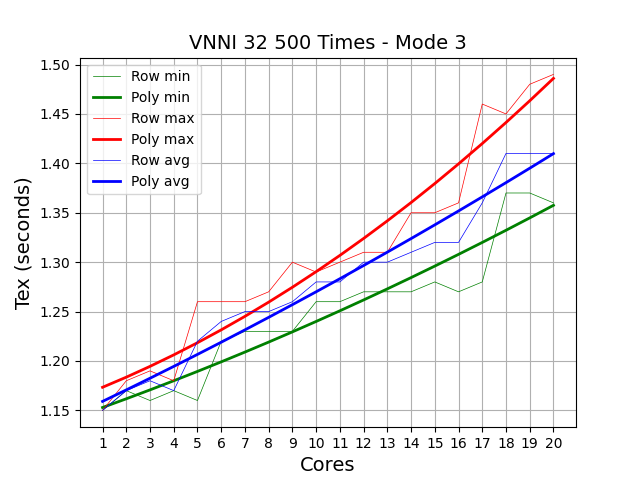 VNNI 32 500 Times - Mode 3
1.50
1.45
1.40
1.35
1.30
1.25
1.20
1.15
Tex (seconds)
Row min
Poly min
Row max
Poly max
Row avg
Poly avg
1 2 3 4 5 6 7 8 9 10 11 12 13 14 15 16 17 18 19 20
Cores